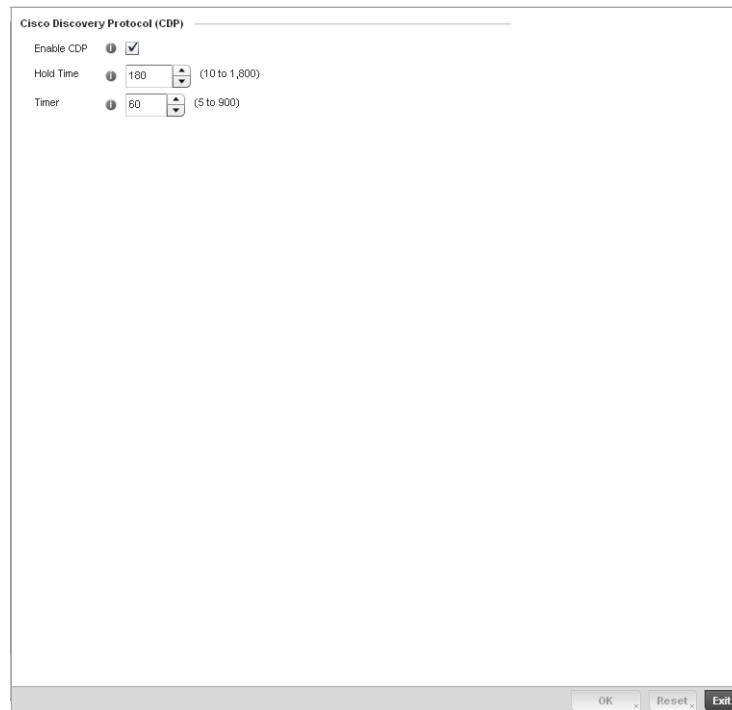 Cisco Discovery Protocol (CDP)
Enable CDP
Hold Time 180 (10 to 1,800)
Timer 60 (5 to 900)
OK Reset Exit